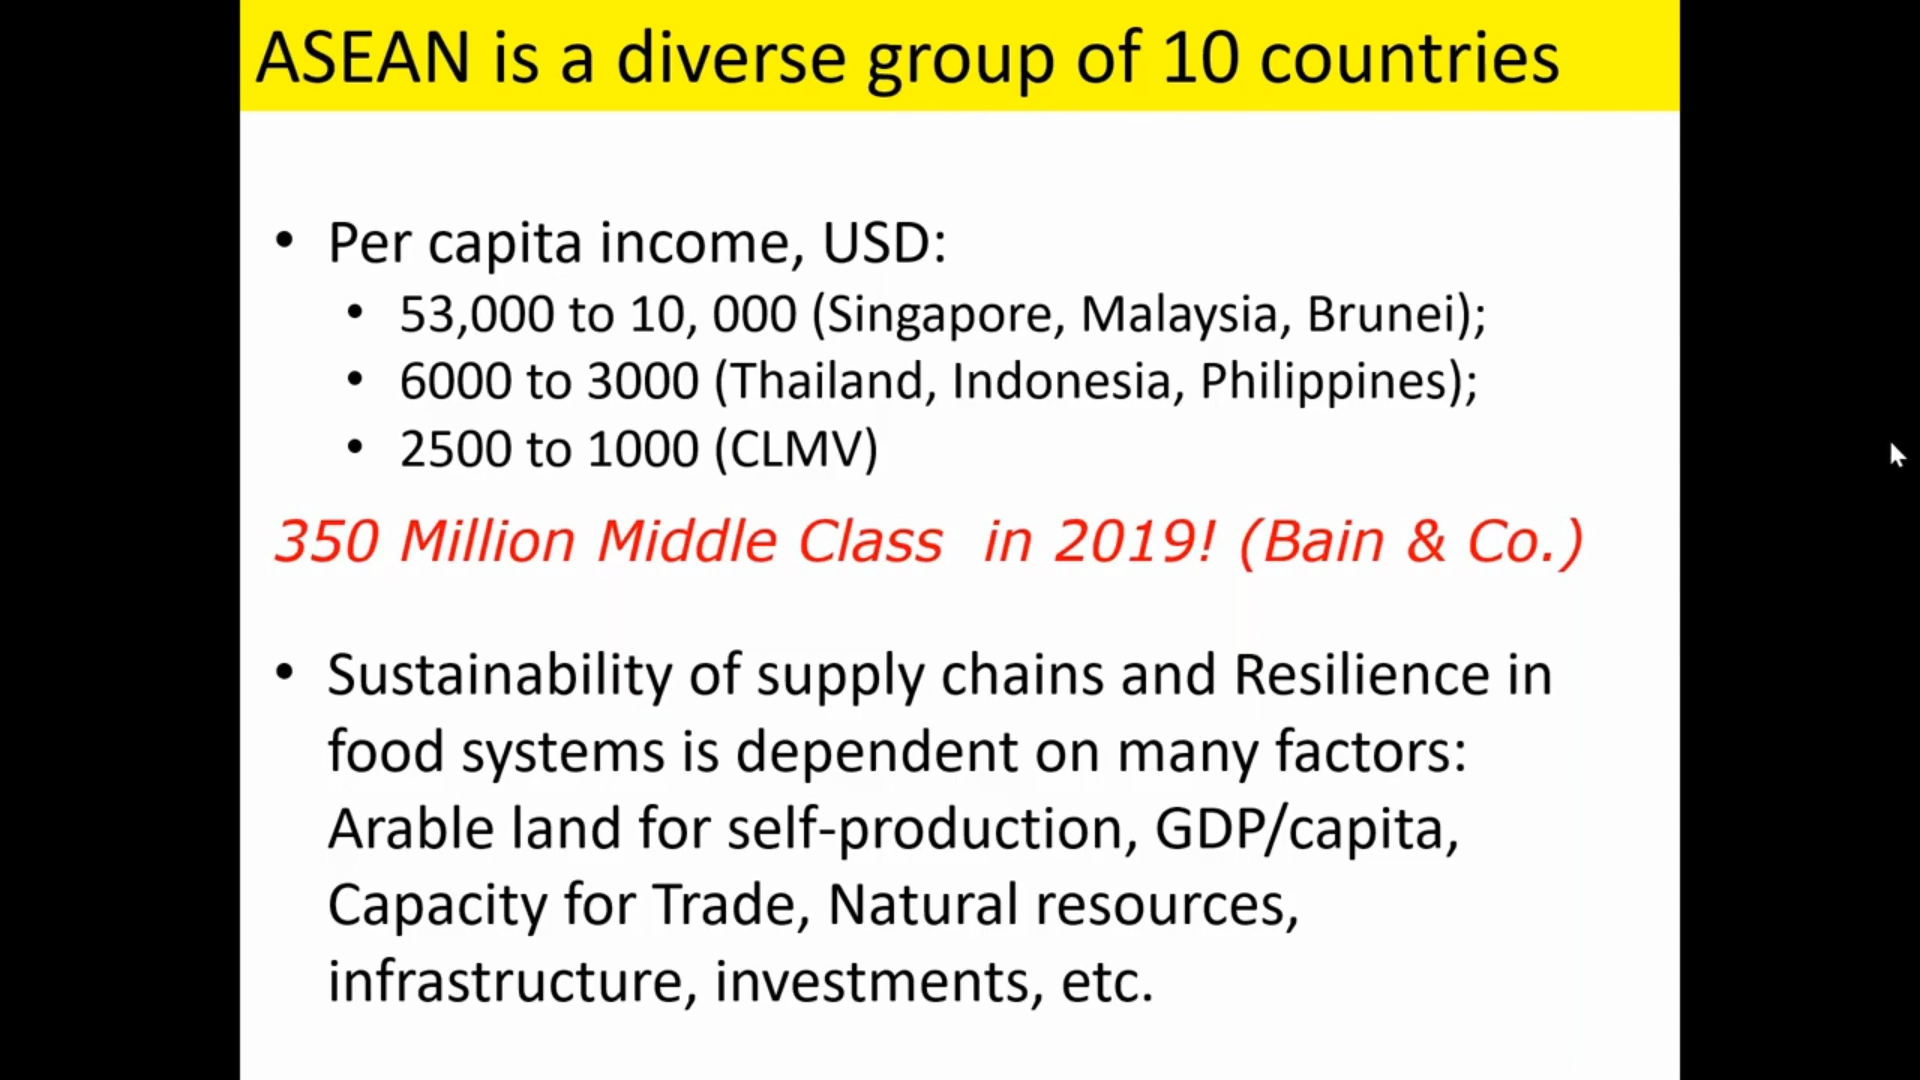 ASEAN is a diverse group of 10 countries
• Per capita income, USD:
• 53,000 to 10, 000 (Singapore, Malaysia, Brunei);
• 6000 to 3000 (Thailand, Indonesia, Philippines);
• 2500 to 1000 (CLMV)
350 Million Middle Class  in 2019! (Bain & Co.)
• Sustainability of supply chains and Resilience in
food systems is dependent on many factors:
Arable land for self-production, GDP/capita,
Capacity for Trade, Natural resources,
infrastructure, investments, etc.